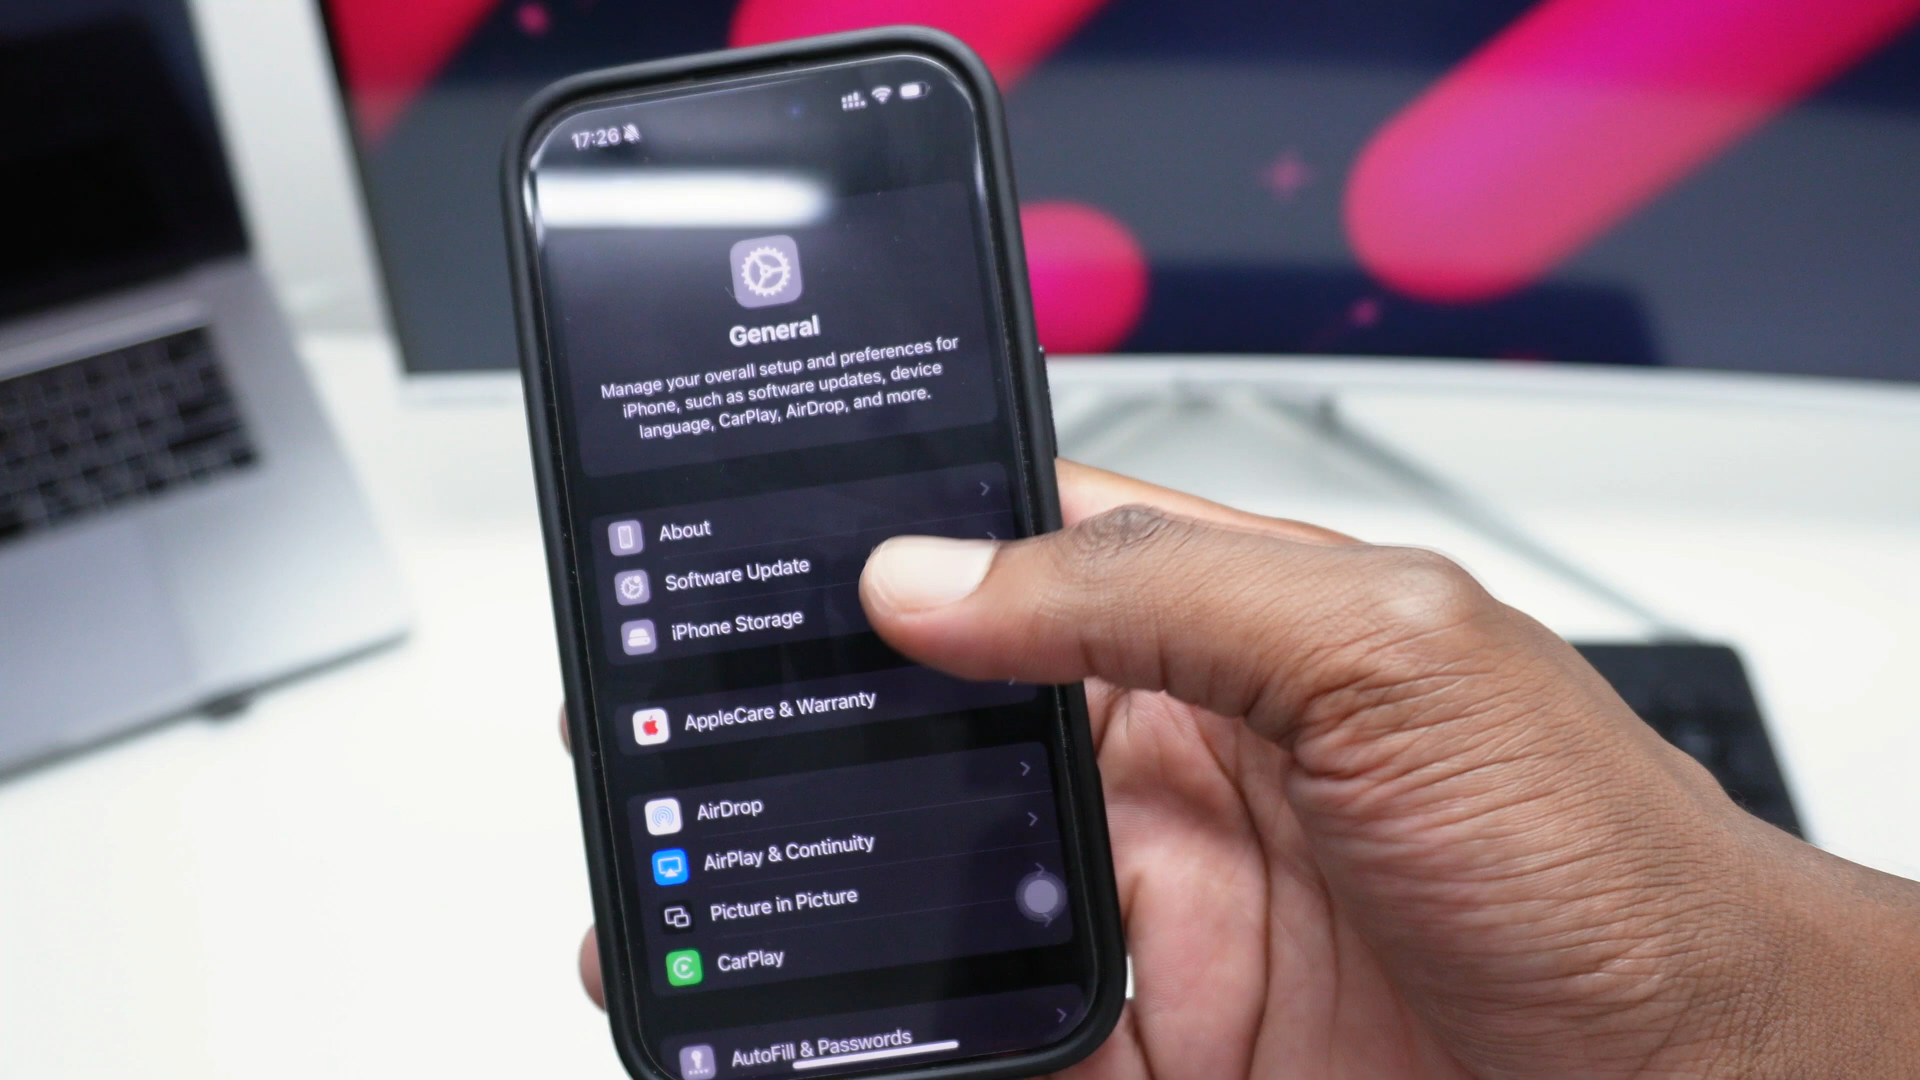 17:26
General
Manage your overall setup and preferences for
iPhone, such as software updates, device
language, CarPlay, AirDrop, and more.
About
Software Update
iPhone Storage
AppleCare & Warranty
AirDrop
AirPlay & Continuity
Picture in Picture
CarPlay
AutoFill & Passwords